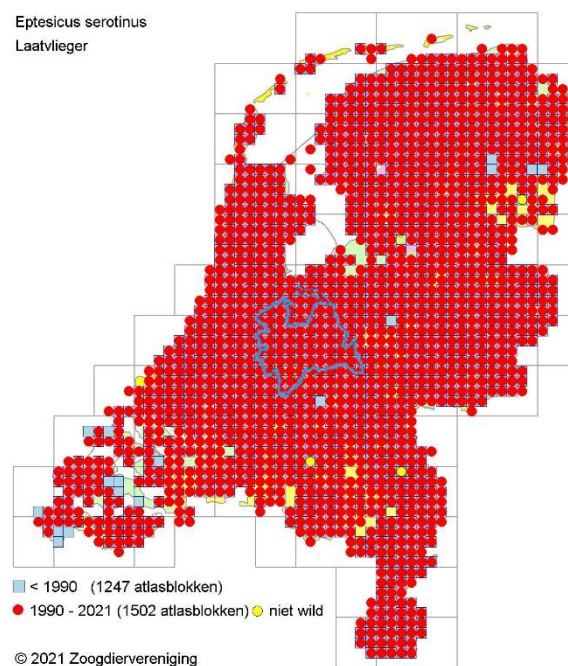 Eptesicus serotinus
Laatvlieger
< 1990 (1247 atlasblokken)
1990 - 2021 (1502 atlasblokken) niet wild
© 2021 Zoogdiervereniging